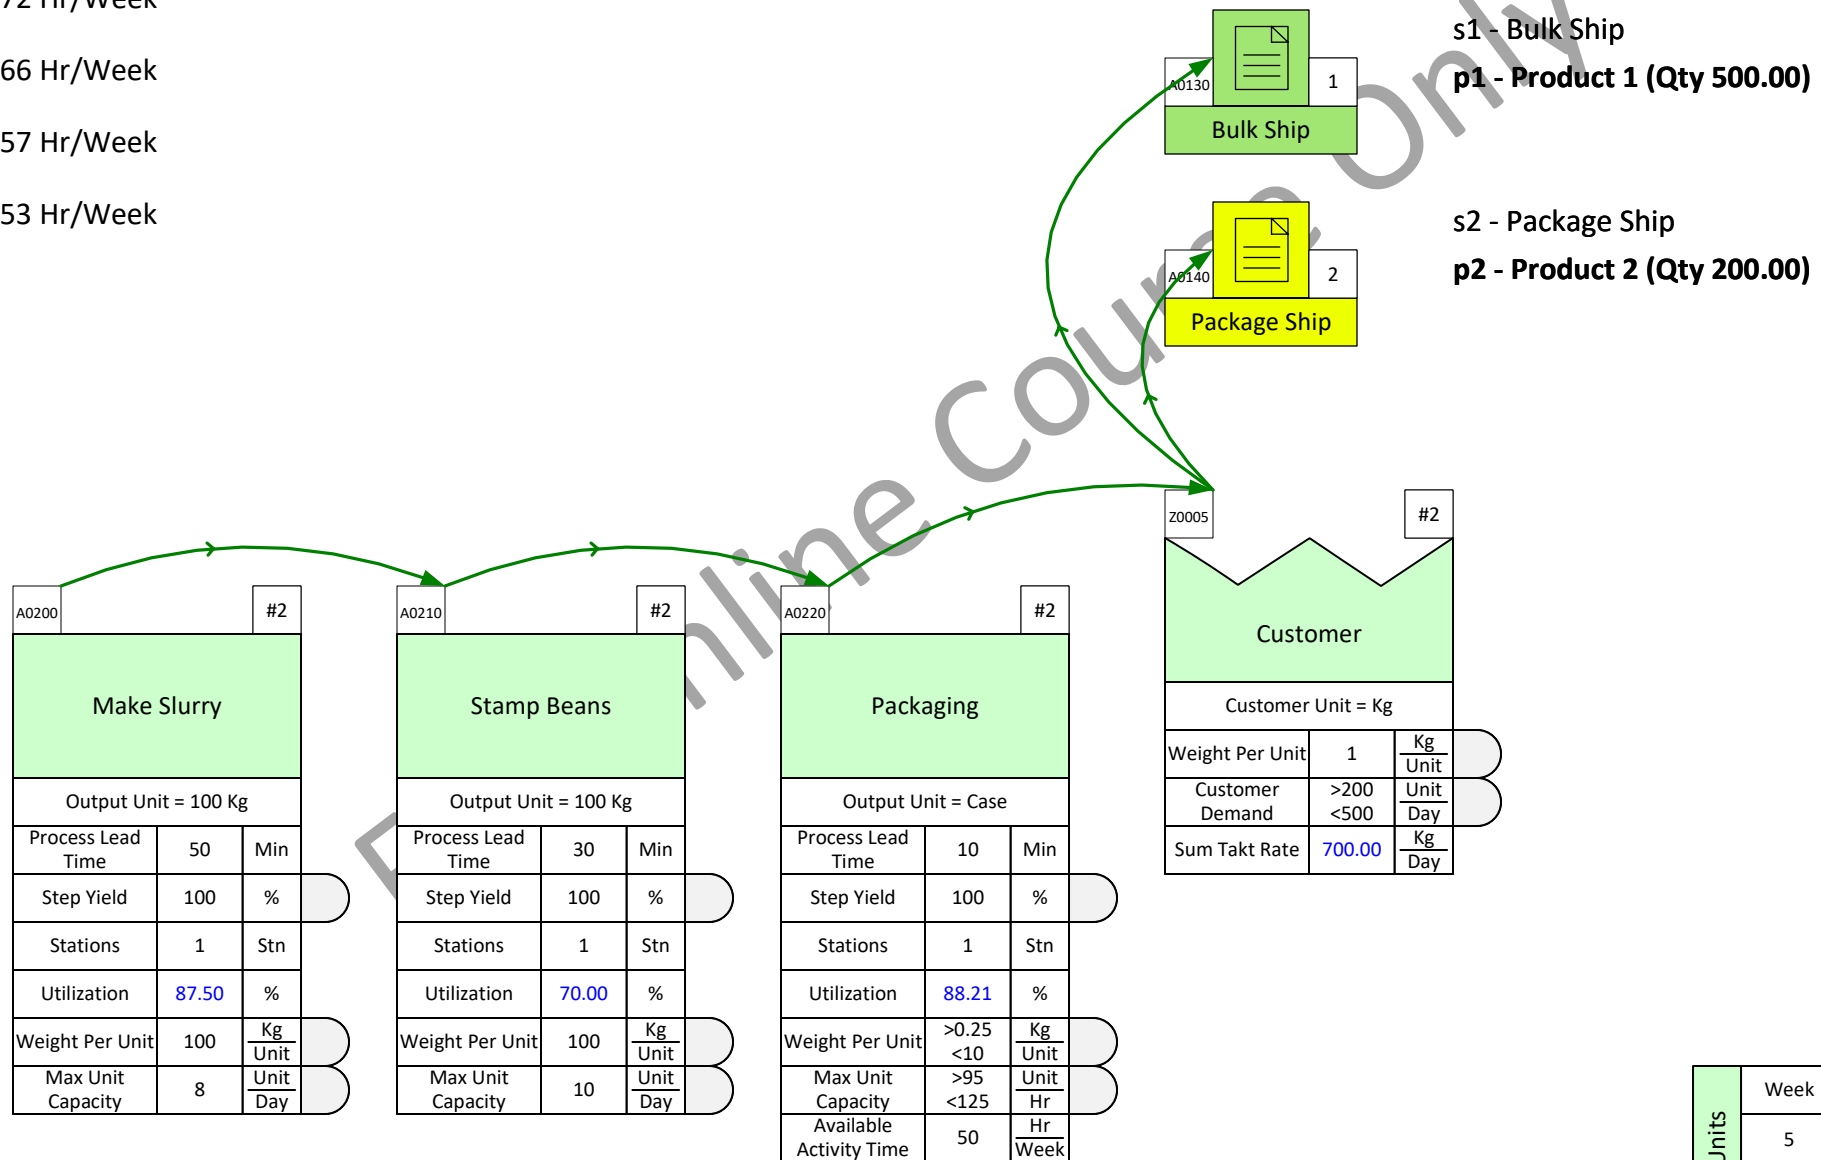 72 Hr/Week
66 Hr/Week
57 Hr/Week
53 Hr/Week
A0130
1
Bulk Ship
s1 - Bulk Ship
p1 - Product 1 (Qty 500.00)
A0140
2
Package Ship
s2 - Package Ship
p2 - Product 2 (Qty 200.00)
Online Course Only
A0200
#2
Make Slurry
Output Unit = 100 Kg
Process Lead
Time
50
Min
Step Yield
100
%
Stations
1
Stn
Utilization
87.50
%
Weight Per Unit
100
Kg
Unit
Max Unit
Capacity
8
Unit
Day
A0210
#2
Stamp Beans
Output Unit = 100 Kg
Process Lead
Time
30
Min
Step Yield
100
%
Stations
1
Stn
Utilization
70.00
%
Weight Per Unit
100
Kg
Unit
Max Unit
Capacity
10
Unit
Day
A0220
#2
Packaging
Output Unit = Case
Process Lead
Time
10
Min
Step Yield
100
%
Stations
1
Stn
Utilization
88.21
%
Weight Per Unit
>0.25
<10
Kg
Unit
Max Unit
Capacity
>95
<125
Unit
Hr
Available
Activity Time
50
Hr
Week
Z0005
#2
Customer
Customer Unit = Kg
Weight Per Unit
1
Kg
Unit
Customer
Demand
>200
<500
Unit
Day
Sum Takt Rate
700.00
Kg
Day
Units
Week
5